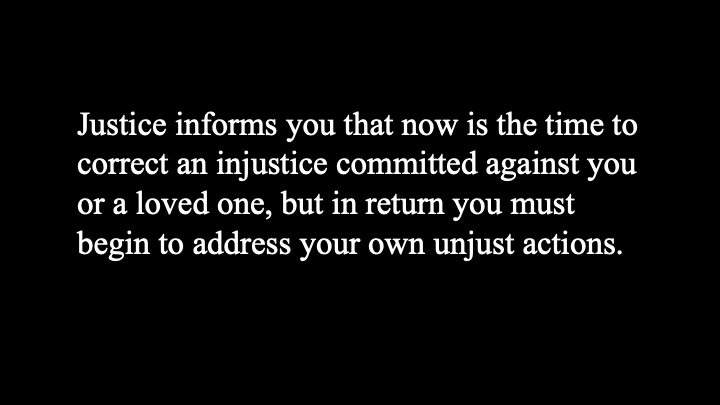 Justice informs you that now is the time to
correct an injustice committed against you
or a loved one, but in return you must
begin to address your own unjust actions.